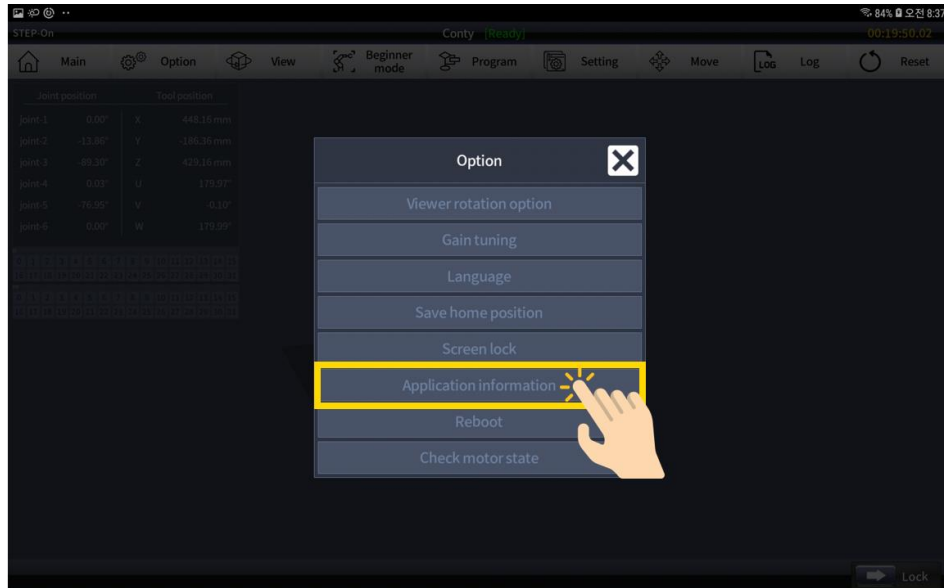 84% 오전 8:37
STEP-On Conty [Ready] 00:19:50.02
Main Option View Beginner mode Program Setting Move LOG Log Reset
Joint position Tool position
Joint-1 0.00° X 448.16 mm
Joint-2 -13.86° Y -186.36 mm
Joint-3 -89.30° Z 429.16 mm
Joint-4 0.03° U 179.97°
Joint-5 -76.95° V -0.10°
Joint-6 0.00° W 179.99°
Option
Viewer rotation option
Gain tuning
Language
Save home position
Screen lock
Application information
Reboot
Check motor state
Lock